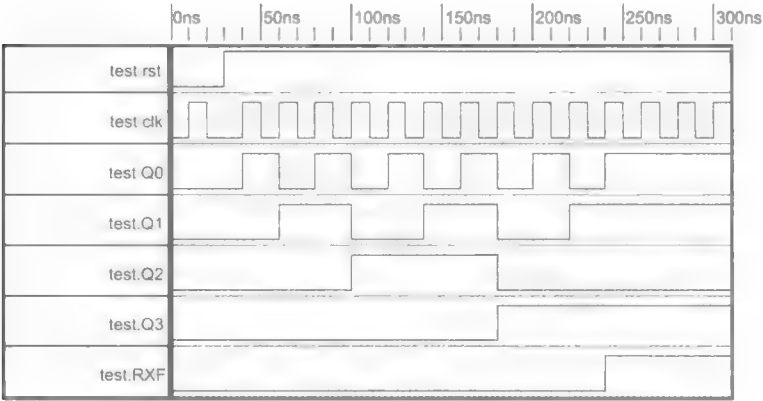 0ns 50ns 100ns 150ns 200ns 250ns 300ns
test rst
test clk
test Q0
test.Q1
test.Q2
test.Q3
test.RXF